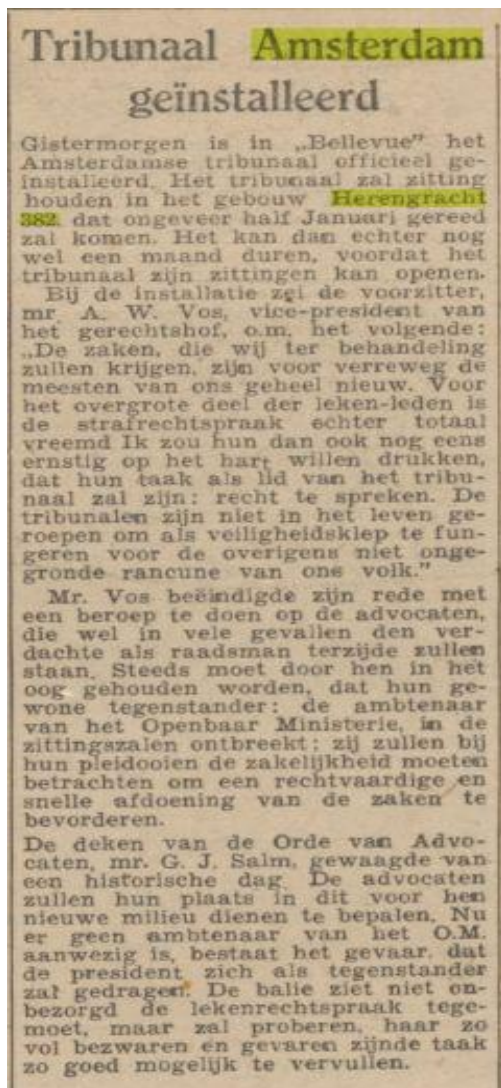 Tribunaal Amsterdam
geïnstalleerd
Gistermorgen is in „Bellevue” het
Amsterdamse tribunaal officieel ge-
installeerd. Het tribunaal zal zitting
houden in het gebouw Herengracht
382, dat ongeveer half Januari gereed
zal komen. Het kan dan echter nog
wel een maand duren, voordat het
tribunaal zijn zittingen kan openen.
Bij de installatie zei de voorzitter,
mr. A. W. Vos, vice-president van
het gerechtshof, o.m. het volgende:
„De zaken, die wij ter behandeling
zullen krijgen, zijn voor verreweg de
meesten van ons geheel nieuw. Voor
het overgrote deel der leken-leden is
de strafrechtspraak echter totaal
vreemd Ik zou hun dan ook nog eens
ernstig op het hart willen drukken,
dat hun taak als lid van het tribu-
naal zal zijn: recht te spreken. De
tribunalen zijn niet in het leven ge-
roepen om als veiligheidsklep te fun-
geren voor de overigens niet onge-
gronde rancune van ons volk.”
Mr. Vos beëindigde zijn rede met
een beroep te doen op de advocaten,
die wel in vele gevallen den ver-
dachte als raadsman terzijde zullen
staan. Steeds moet door hen in het
oog gehouden worden, dat hun ge-
wone tegenstander: de ambtenaar
van het Openbaar Ministerie, in de
zittingszalen ontbreekt; zij zullen bij
hun pleidooien de zakelijkheid moeten
betrachten om een rechtvaardige en
snelle afdoening van de zaken te
bevorderen.
De deken van de Orde van Advo-
caten, mr. G. J. Salm, gewaagde van
een historische dag. De advocaten
zullen hun plaats in dit voor hen
nieuwe milieu dienen te bepalen. Nu
er geen ambtenaar van het O.M.
aanwezig is, bestaat het gevaar, dat
de president zich als tegenstander
zal gedragen. De balie ziet niet on-
bezorgd de lekenrechtspraak tege-
moet, maar zal proberen, haar zo
vol bezwaren en gevaren zijnde taak
zo goed mogelijk te vervullen.